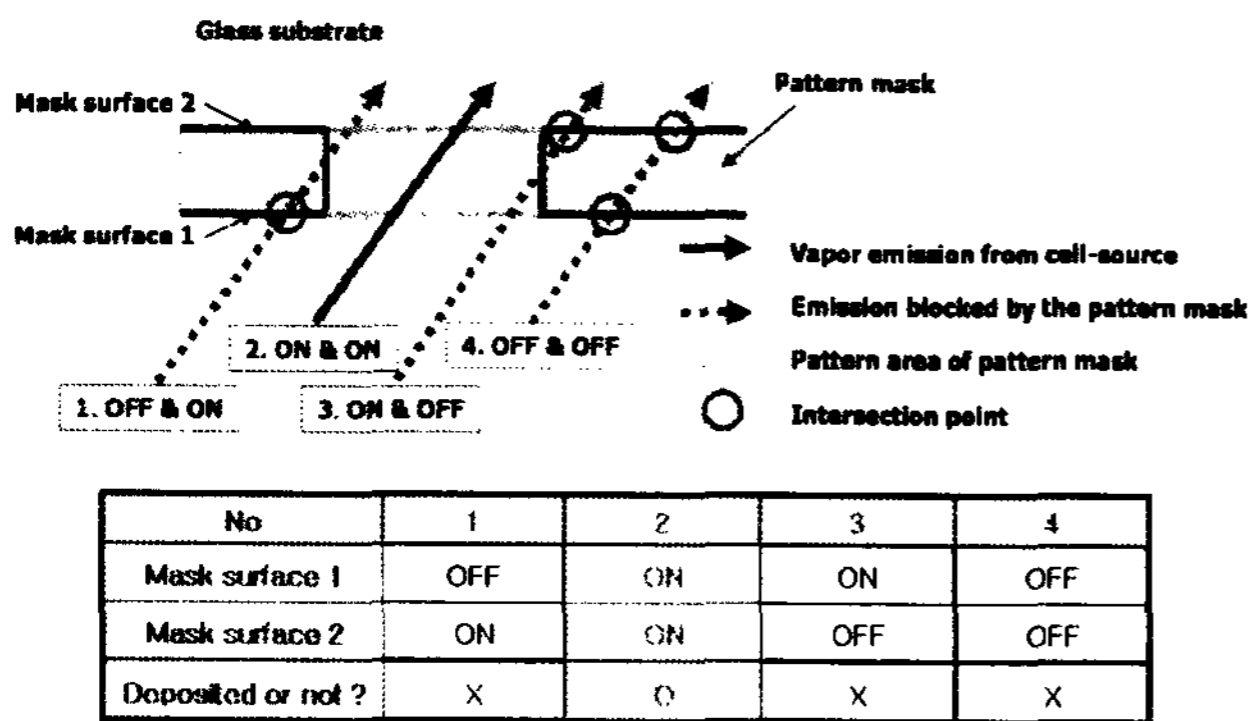 Glass substrate
Mask surface 2
Pattern mask
Mask surface 1
Vapor emission from cell-source
Emission blocked by the pattern mask
2. ON & ON
4. OFF & OFF
Pattern area of pattern mask
1. OFF & ON
3. ON & OFF
Intersection point
No 1 2 3 4
Mask surface 1 OFF ON ON OFF
Mask surface 2 ON ON OFF OFF
Deposited or not ? X O X X